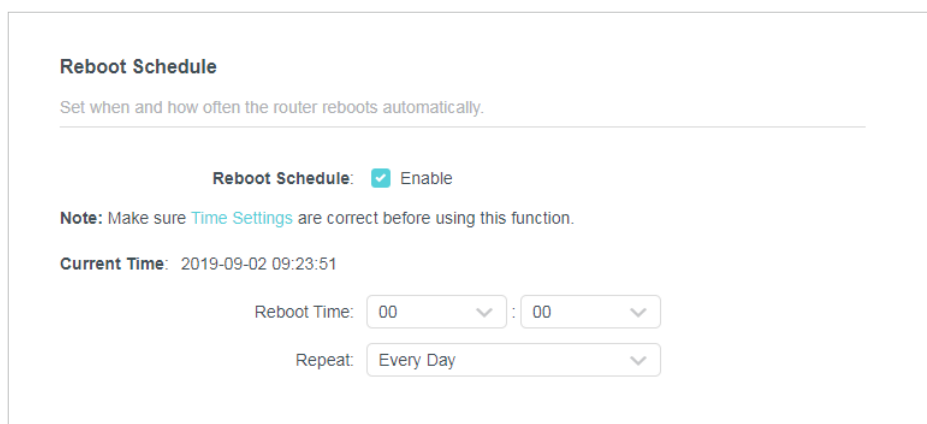 Reboot Schedule
Set when and how often the router reboots automatically.
Reboot Schedule: Enable
Note: Make sure Time Settings are correct before using this function.
Current Time: 2019-09-02 09:23:51
Reboot Time: 00 : 00
Repeat: Every Day